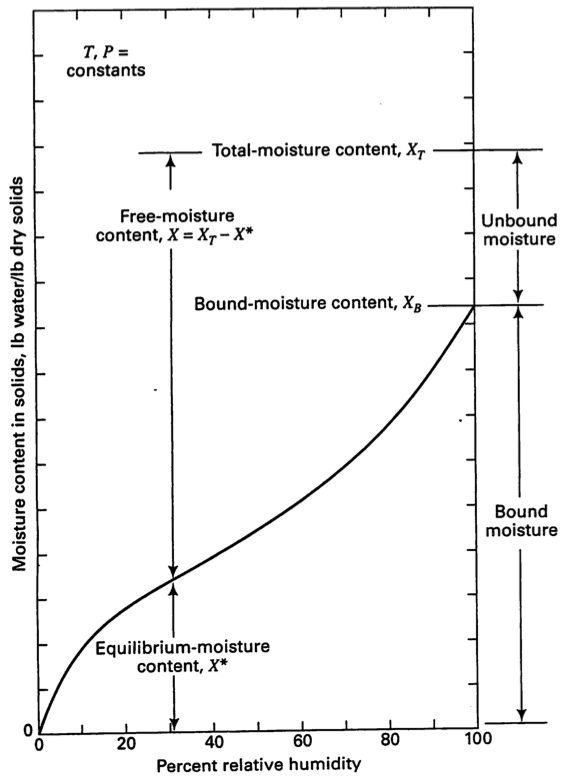 T, P =
constants
Total-moisture content, X_T
Free-moisture
content, X = X_T − X*
Unbound
moisture
Bound-moisture content, X_B
Moisture content in solids, lb water/lb dry solids
Bound
moisture
Equilibrium-moisture
content, X*
0
0 20 40 60 80 100
Percent relative humidity